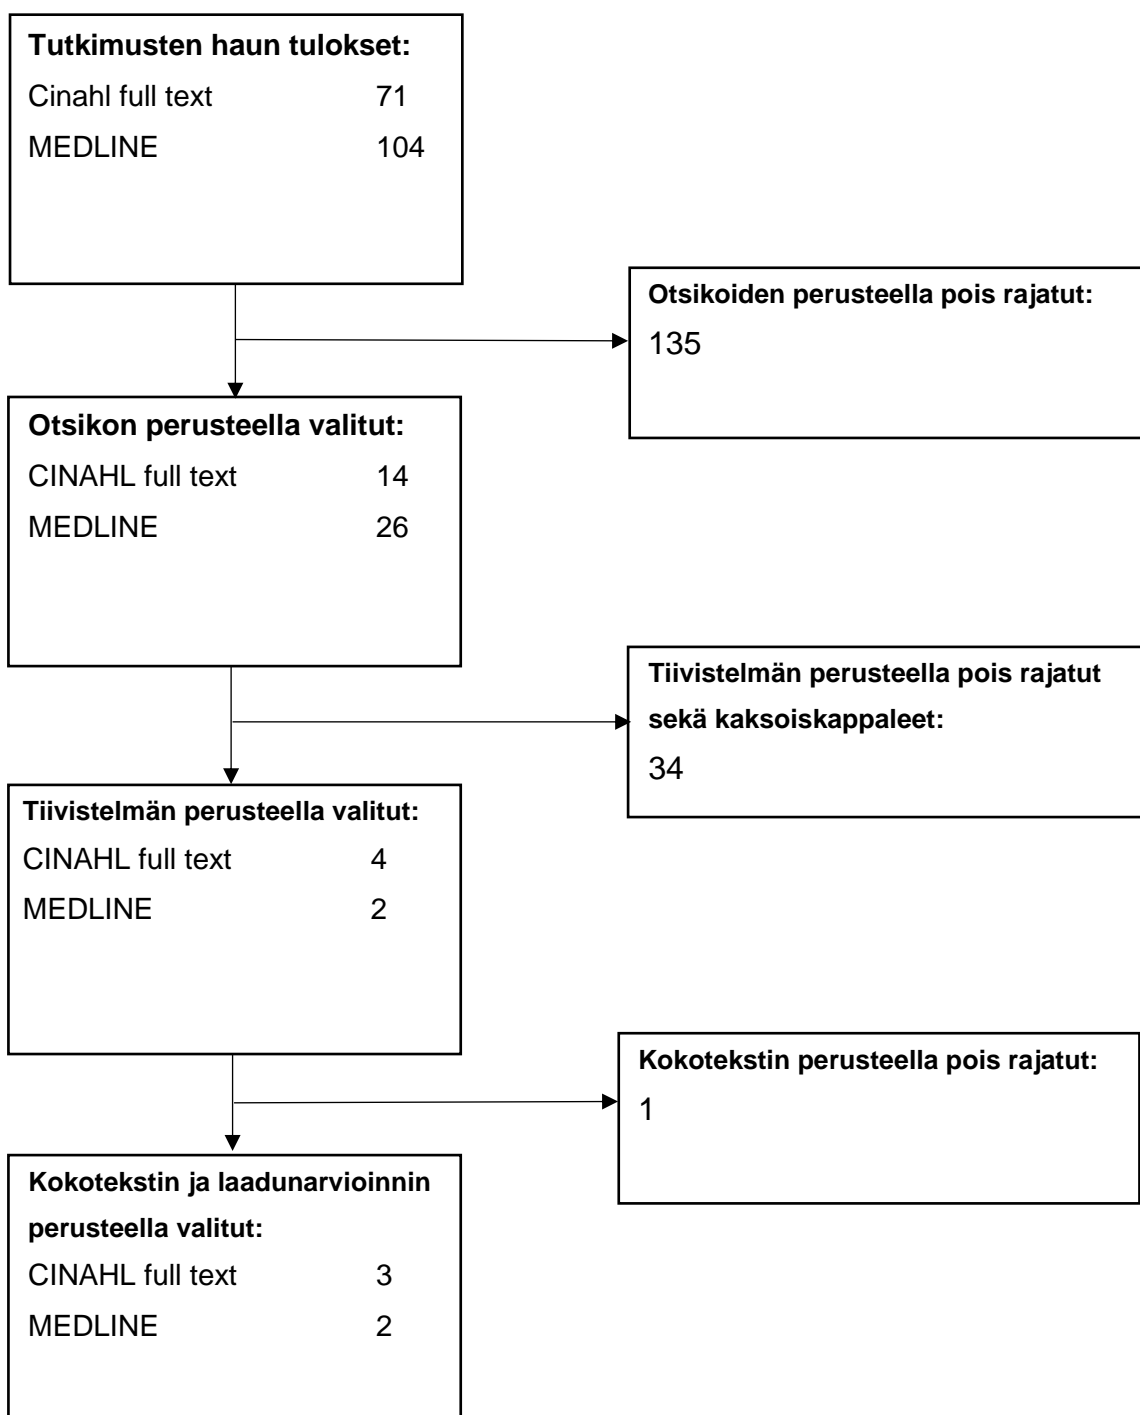 Tutkimusten haun tulokset:
Cinahl full text 71
MEDLINE 104
Otsikoiden perusteella pois rajatut:
135
Otsikon perusteella valitut:
CINAHL full text 14
MEDLINE 26
Tiivistelmän perusteella pois rajatut
sekä kaksoiskappaleet:
34
Tiivistelmän perusteella valitut:
CINAHL full text 4
MEDLINE 2
Kokotekstin perusteella pois rajatut:
1
Kokotekstin ja laadunarvioinnin
perusteella valitut:
CINAHL full text 3
MEDLINE 2